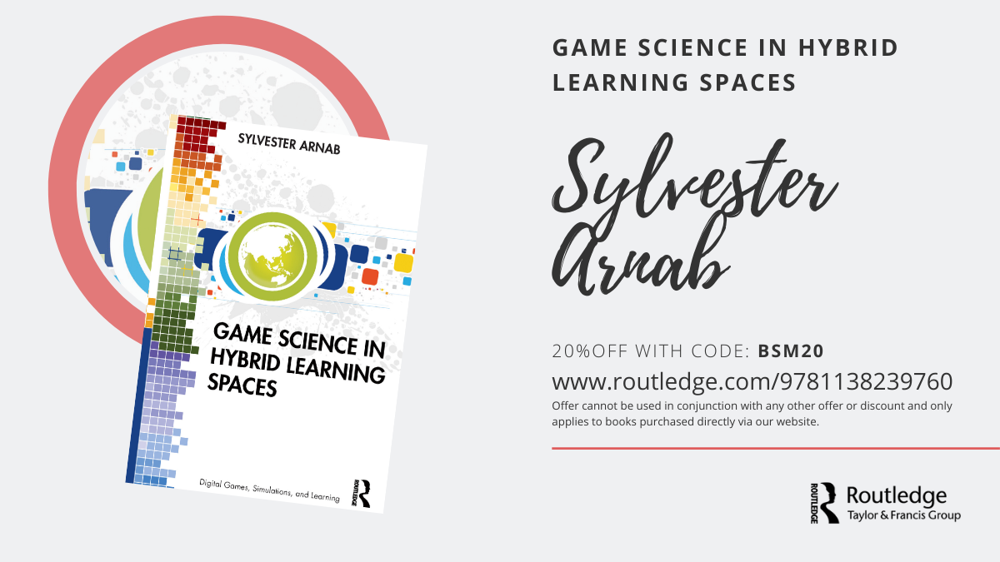 SYLVESTER ARNAB
GAME SCIENCE IN
HYBRID LEARNING
SPACES
Digital Games, Simulations, and Learning
ROUTLEDGE
GAME SCIENCE IN HYBRID
LEARNING SPACES
Sylvester
Arnab
20%OFF WITH CODE: BSM20
www.routledge.com/9781138239760
Offer cannot be used in conjunction with any other offer or discount and only
applies to books purchased directly via our website.
ROUTLEDGE
Routledge
Taylor & Francis Group